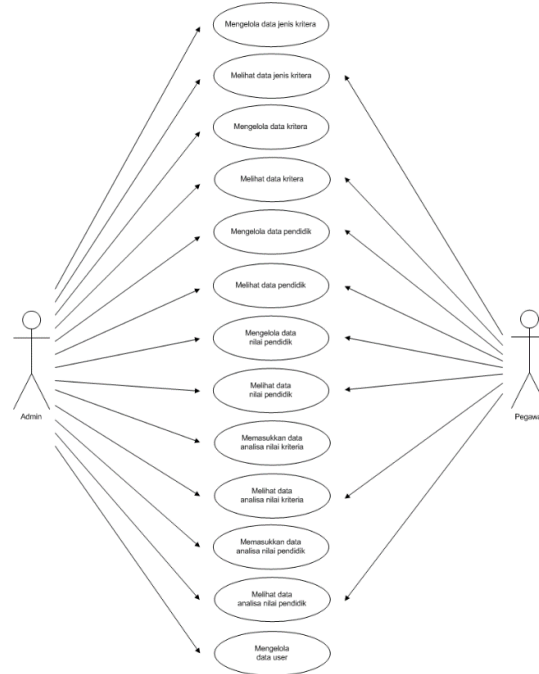 Mengelola data jenis kritera
Melihat data jenis kritera
Mengelola data kritera
Melihat data kritera
Mengelola data pendidik
Melihat data pendidik
Mengelola data
nilai pendidik
Melihat data
nilai pendidik
Memasukkan data
analisa nilai kriteria
Melihat data
analisa nilai kriteria
Memasukkan data
analisa nilai pendidik
Melihat data
analisa nilai pendidik
Mengelola
data user
Admin
Pegawa